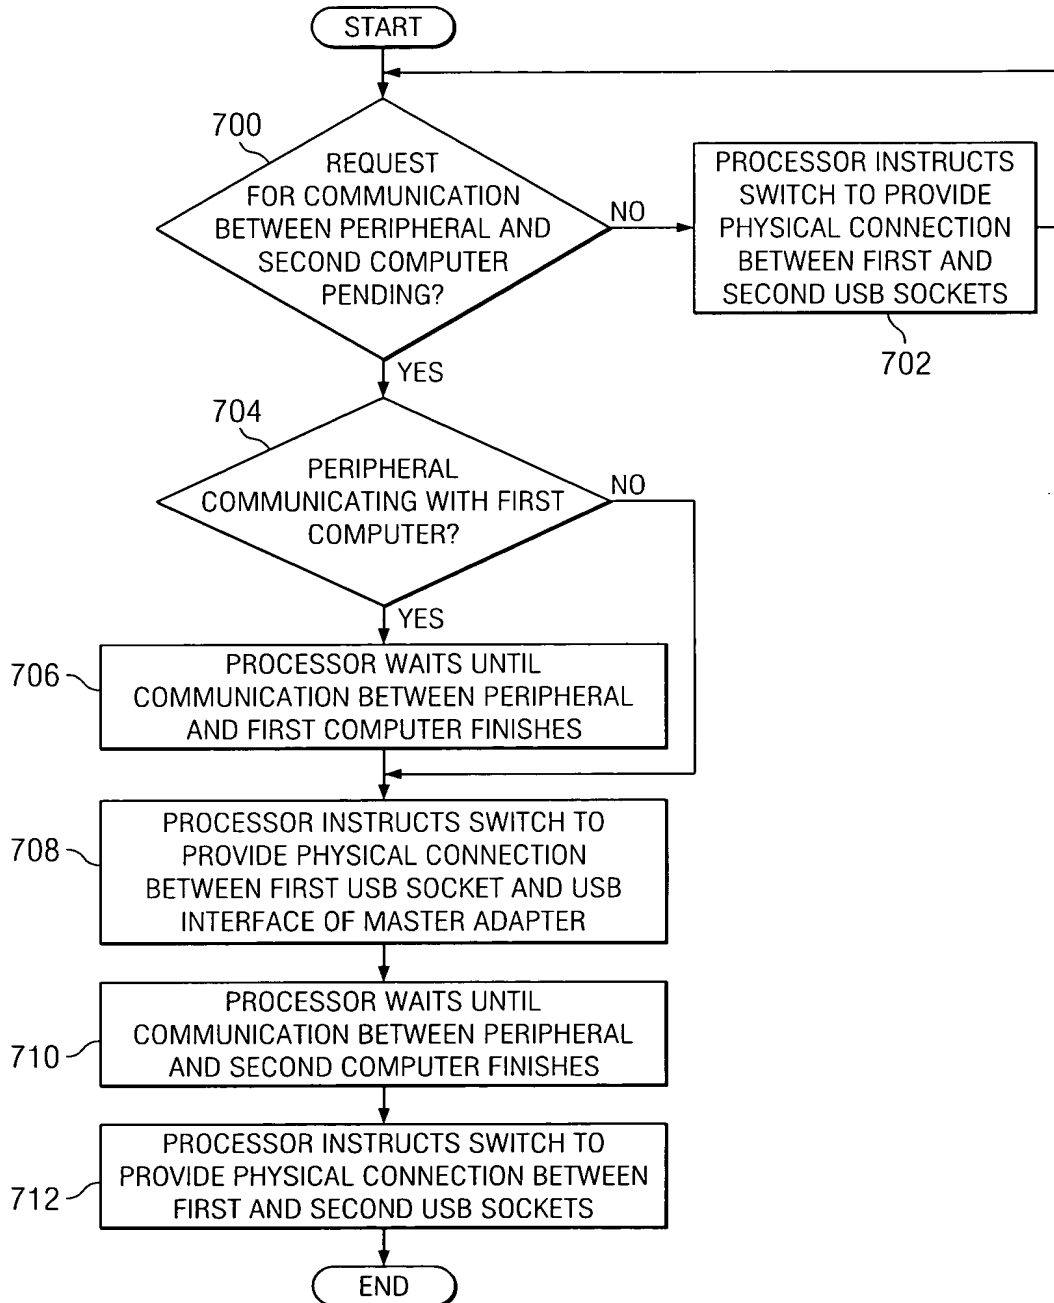 START
700
REQUEST
FOR COMMUNICATION
BETWEEN PERIPHERAL AND
SECOND COMPUTER
PENDING?
NO
PROCESSOR INSTRUCTS
SWITCH TO PROVIDE
PHYSICAL CONNECTION
BETWEEN FIRST AND
SECOND USB SOCKETS
702
YES
704
PERIPHERAL
COMMUNICATING WITH FIRST
COMPUTER?
NO
YES
706
PROCESSOR WAITS UNTIL
COMMUNICATION BETWEEN PERIPHERAL
AND FIRST COMPUTER FINISHES
708
PROCESSOR INSTRUCTS SWITCH TO
PROVIDE PHYSICAL CONNECTION
BETWEEN FIRST USB SOCKET AND USB
INTERFACE OF MASTER ADAPTER
710
PROCESSOR WAITS UNTIL
COMMUNICATION BETWEEN PERIPHERAL
AND SECOND COMPUTER FINISHES
712
PROCESSOR INSTRUCTS SWITCH TO
PROVIDE PHYSICAL CONNECTION BETWEEN
FIRST AND SECOND USB SOCKETS
END